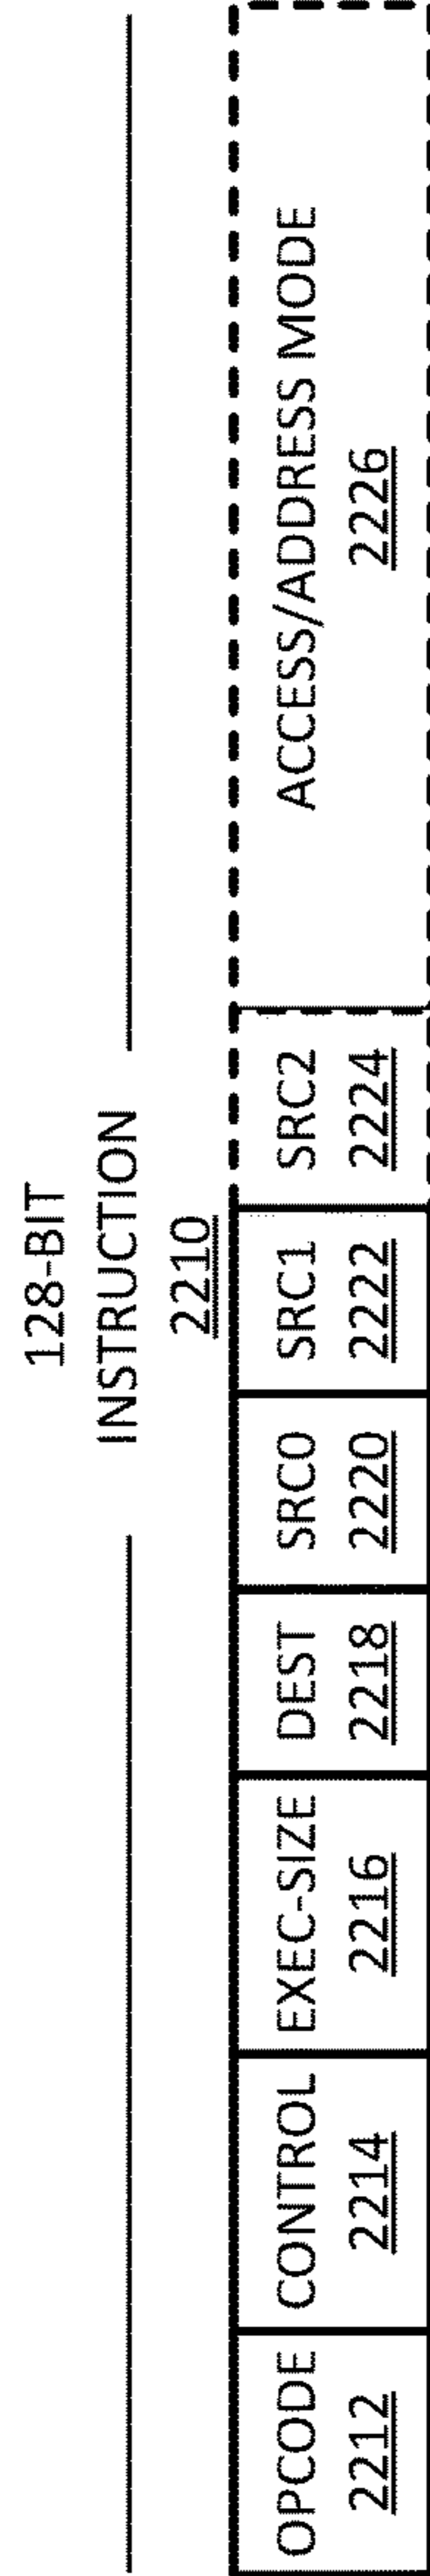 128-BIT
INSTRUCTION
2210
OPCODE
2212
CONTROL
2214
EXEC-SIZE
2216
DEST
2218
SRC0
2220
SRC1
2222
SRC2
2224
ACCESS/ADDRESS MODE
2226